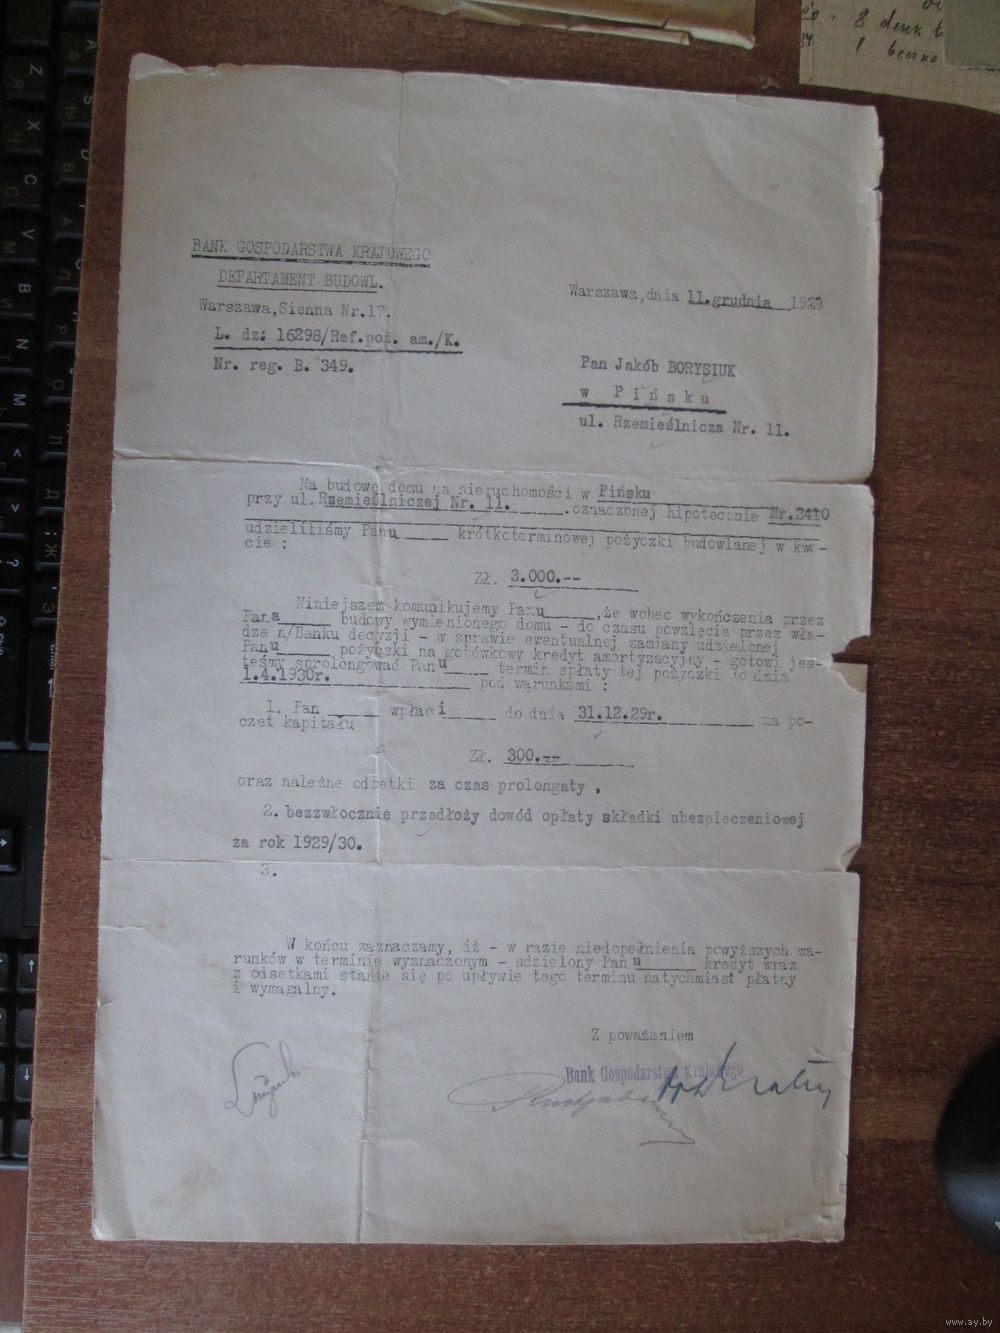 8 desek
1 beczka
BANK GOSPODARSTWA KRAJOWEGO
DEPARTAMENT BUDOWL.
Warszawa, Sienna Nr.17.
L. dz: 16298/Ref.poż. am./K.
Nr. reg. B. 349.
Warszawa, dnia 11.grudnia 1929
Pan Jakób BORYSIUK
w Pińsku
ul. Rzemieślnicza Nr. 11.
Na budowę domu na nieruchomości w Pińsku
przy ul. Rzemieślniczej Nr. 11. oznaczonej hipotecznie Nr.2410
udzieliliśmy Panu krótkoterminowej pożyczki budowlanej w kwo-
cie :
Zł. 3.000.--
Niniejszem komunikujemy Panu , że wobec wykończenia przez
Pana budowy wymienionego domu - do czasu powzięcia przez wła-
dze n/Banku decyzji - w sprawie ewentualnej zamiany udzielonej
Panu pożyczki na gotówkowy kredyt amortyzacyjny - gotowi jes-
teśmy sprolongować Panu termin spłaty tej pożyczki do dnia
1.4.1930r. pod warunkami :
1. Pan wpłaci do dnia 31.12.29r. na po-
czet kapitału
Zł. 300.--
oraz należne odsetki za czas prolongaty ,
2. bezzwłocznie przedłoży dowód opłaty składki ubezpieczeniowej
za rok 1929/30.
3.
W końcu zaznaczamy, iż - w razie niedopełnienia powyższych wa-
runków w terminie wyznaczonym - udzielony Panu kredyt wraz
z odsetkami stanie się po upływie tego terminu natychmiast płatny
i wymagalny.
Z poważaniem
Bank Gospodarstwa Krajowego
www.ay.by